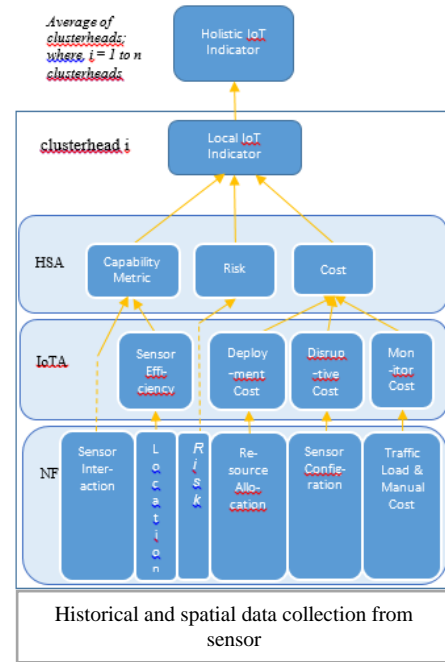 Average of
clusterheads;
where, i = 1 to n
clusterheads
Holistic IoT
Indicator
clusterhead i
Local IoT
Indicator
HSA
Capability
Metric
Risk
Cost
IoTA
Sensor
Effi-
ciency
Deploy
-ment
Cost
Disrup
-tive
Cost
Mon
-itor
Cost
NF
Sensor
Inter-
action
L
o
c
a
t
i
o
n
R
i
s
k
Re-
source
Allo-
cation
Sensor
Config-
ration
Traffic
Load &
Manual
Cost
Historical and spatial data collection from
sensor